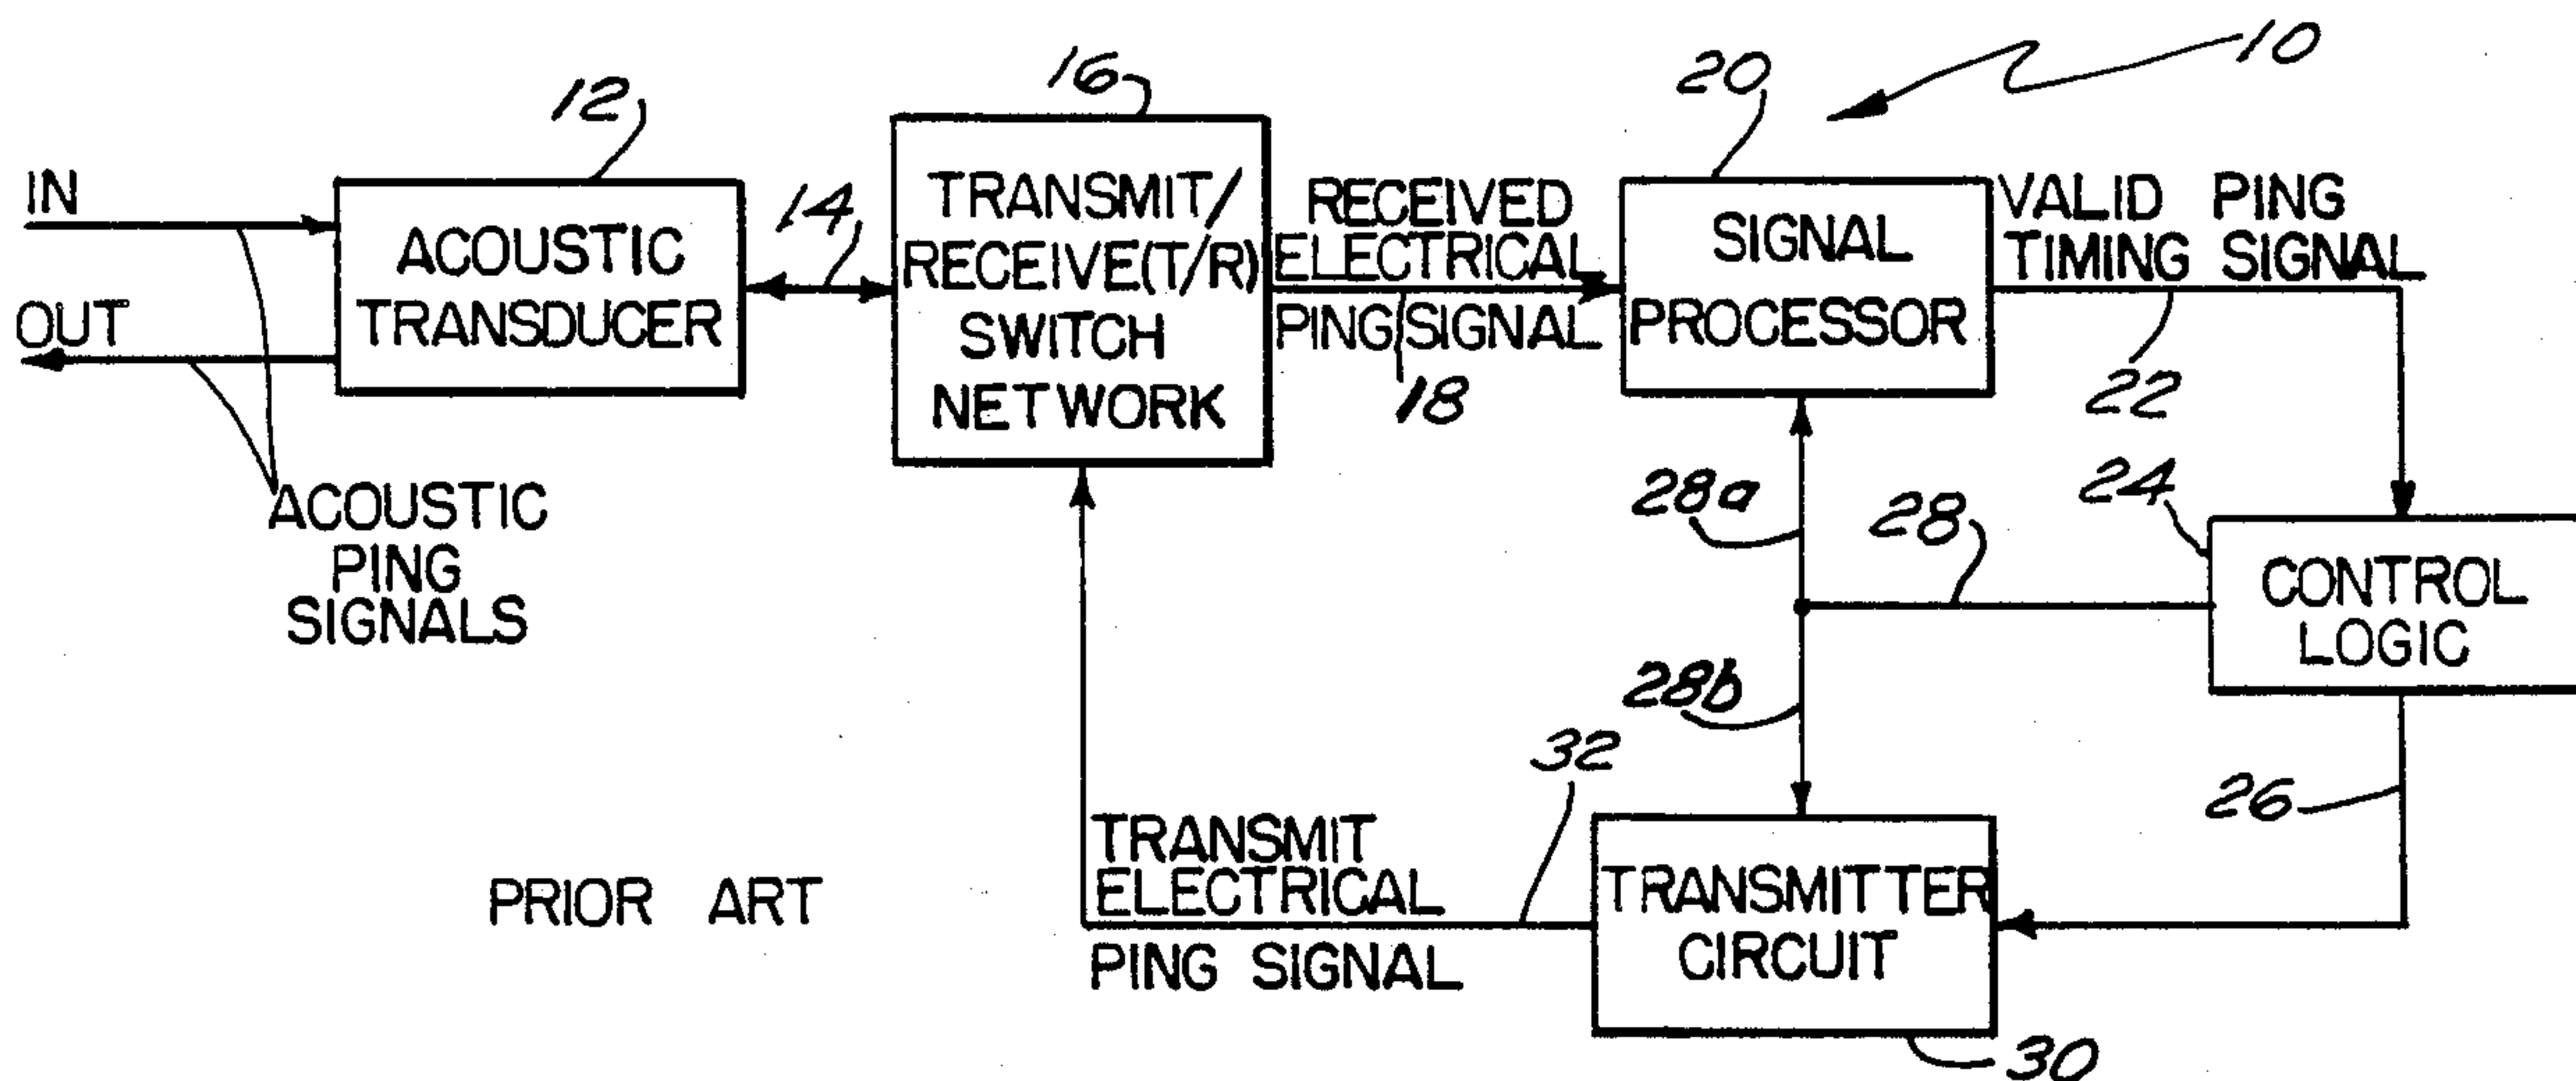 10
16
20
12
IN
ACOUSTIC
TRANSDUCER
OUT
14
TRANSMIT/
RECEIVE(T/R)
SWITCH
NETWORK
RECEIVED
ELECTRICAL
PING SIGNAL
18
SIGNAL
PROCESSOR
VALID PING
TIMING SIGNAL
22
ACOUSTIC
PING
SIGNALS
28a
28
24
CONTROL
LOGIC
28b
26
32
TRANSMIT
ELECTRICAL
PING SIGNAL
TRANSMITTER
CIRCUIT
30
PRIOR ART